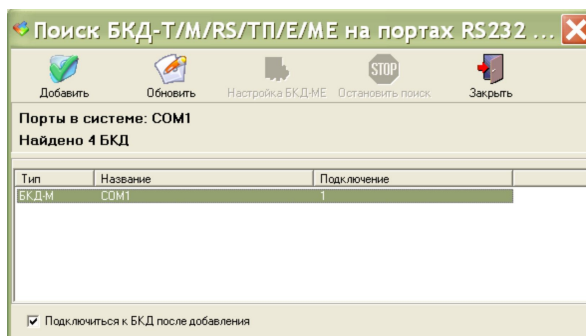 Поиск БКД-Т/М/RS/ТП/Е/МЕ на портах RS232 ...
Добавить Обновить Настройка БКД-МЕ Остановить поиск Закрыть
STOP
Порты в системе: COM1
Найдено 4 БКД
Тип Название Подключение
БКД-М COM1 1
Подключиться к БКД после добавления